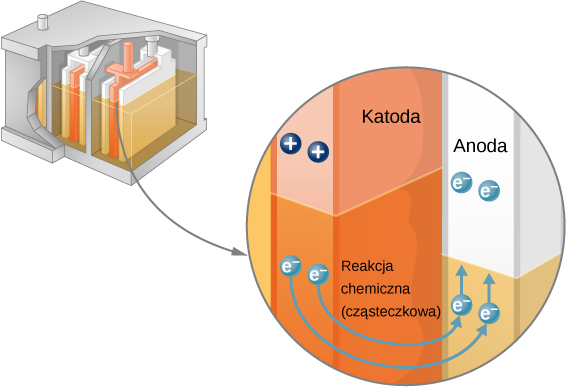 Katoda
Anoda
+
+
e⁻
e⁻
e⁻
e⁻
Reakcja
chemiczna
(cząsteczkowa)
e⁻
e⁻